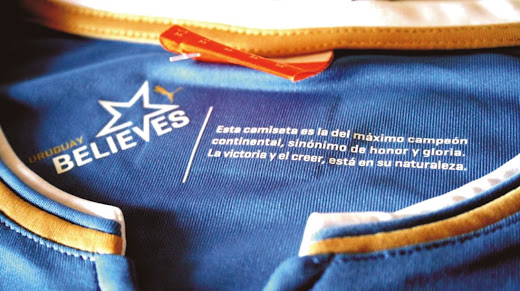 URUGUAY
BELIEVES
Esta camiseta es la del máximo campeón
continental, sinónimo de honor y gloria.
La victoria y el creer, está en su naturaleza.